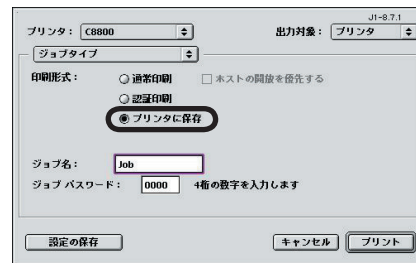 J1-8.7.1
プリンタ： C8800 出力対象： プリンタ
ジョブタイプ
印刷形式： 通常印刷 ホストの開放を優先する
認証印刷
プリンタに保存
ジョブ名： Job
ジョブ パスワード： 0000 4桁の数字を入力します
設定の保存 キャンセル プリント